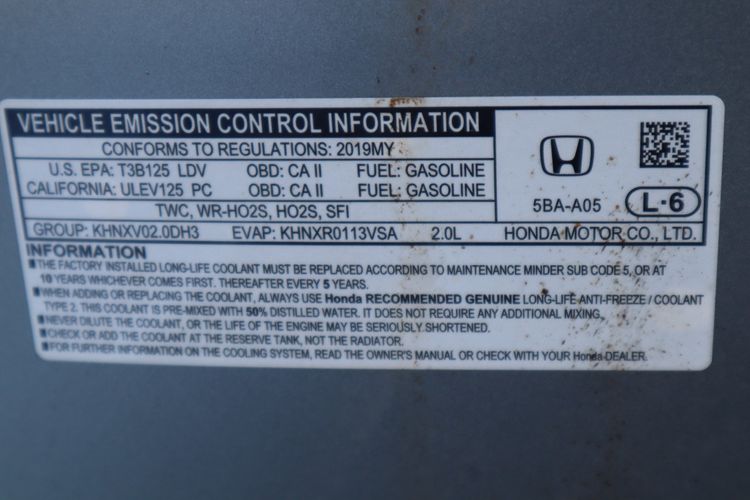 VEHICLE EMISSION CONTROL INFORMATION
CONFORMS TO REGULATIONS: 2019MY
U.S. EPA: T3B125 LDV OBD: CA II FUEL: GASOLINE
CALIFORNIA: ULEV125 PC OBD: CA II FUEL: GASOLINE
TWC, WR-HO2S, HO2S, SFI
5BA-A05 L·6
GROUP: KHNXV02.0DH3 EVAP: KHNXR0113VSA 2.0L HONDA MOTOR CO., LTD.
INFORMATION
■THE FACTORY INSTALLED LONG-LIFE COOLANT MUST BE REPLACED ACCORDING TO MAINTENANCE MINDER SUB CODE 5, OR AT
10 YEARS WHICHEVER COMES FIRST. THEREAFTER EVERY 5 YEARS.
■WHEN ADDING OR REPLACING THE COOLANT, ALWAYS USE Honda RECOMMENDED GENUINE LONG-LIFE ANTI-FREEZE / COOLANT
TYPE 2. THIS COOLANT IS PRE-MIXED WITH 50% DISTILLED WATER. IT DOES NOT REQUIRE ANY ADDITIONAL MIXING.
■NEVER DILUTE THE COOLANT, OR THE LIFE OF THE ENGINE MAY BE SERIOUSLY SHORTENED.
■CHECK OR ADD THE COOLANT AT THE RESERVE TANK, NOT THE RADIATOR.
■FOR FURTHER INFORMATION ON THE COOLING SYSTEM, READ THE OWNER'S MANUAL OR CHECK WITH YOUR Honda DEALER.